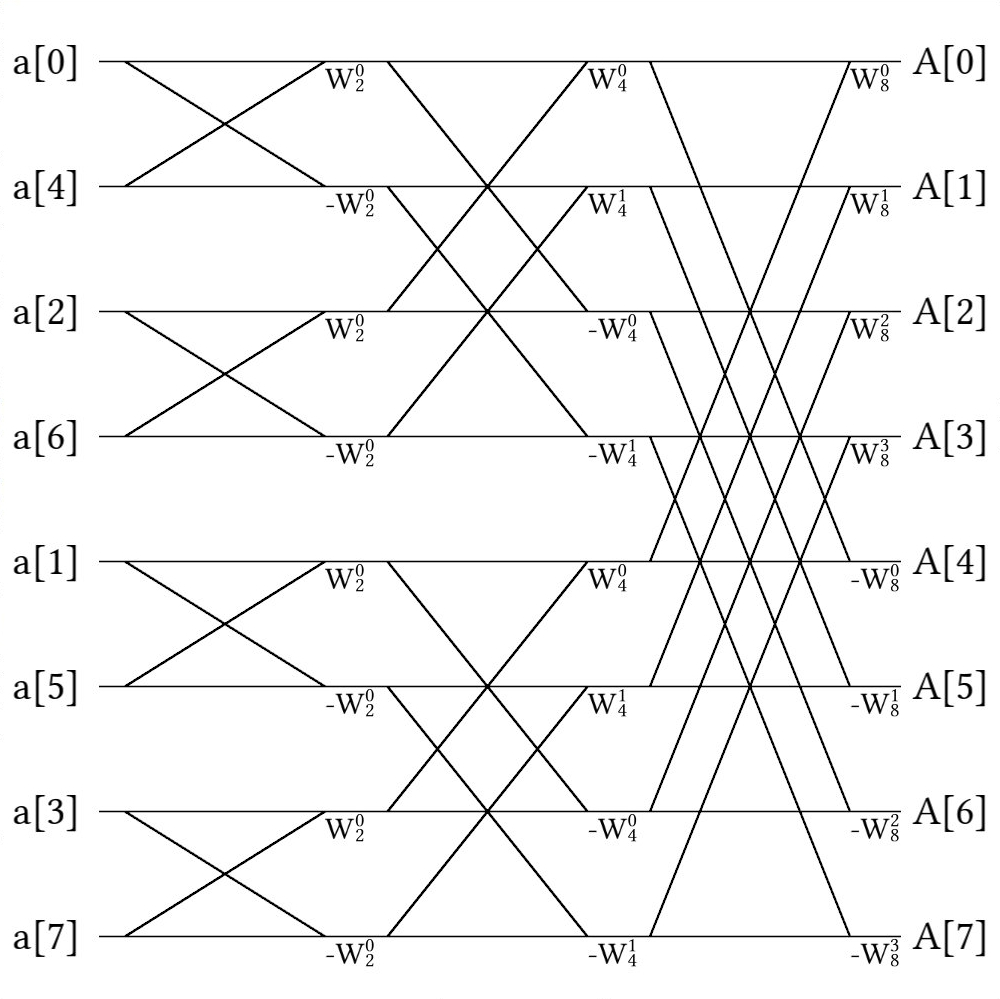 a[0] W₂⁰ W₄⁰ W₈⁰ A[0]
a[4] -W₂⁰ W₄¹ W₈¹ A[1]
a[2] W₂⁰ -W₄⁰ W₈² A[2]
a[6] -W₂⁰ -W₄¹ W₈³ A[3]
a[1] W₂⁰ W₄⁰ -W₈⁰ A[4]
a[5] -W₂⁰ W₄¹ -W₈¹ A[5]
a[3] W₂⁰ -W₄⁰ -W₈² A[6]
a[7] -W₂⁰ -W₄¹ -W₈³ A[7]